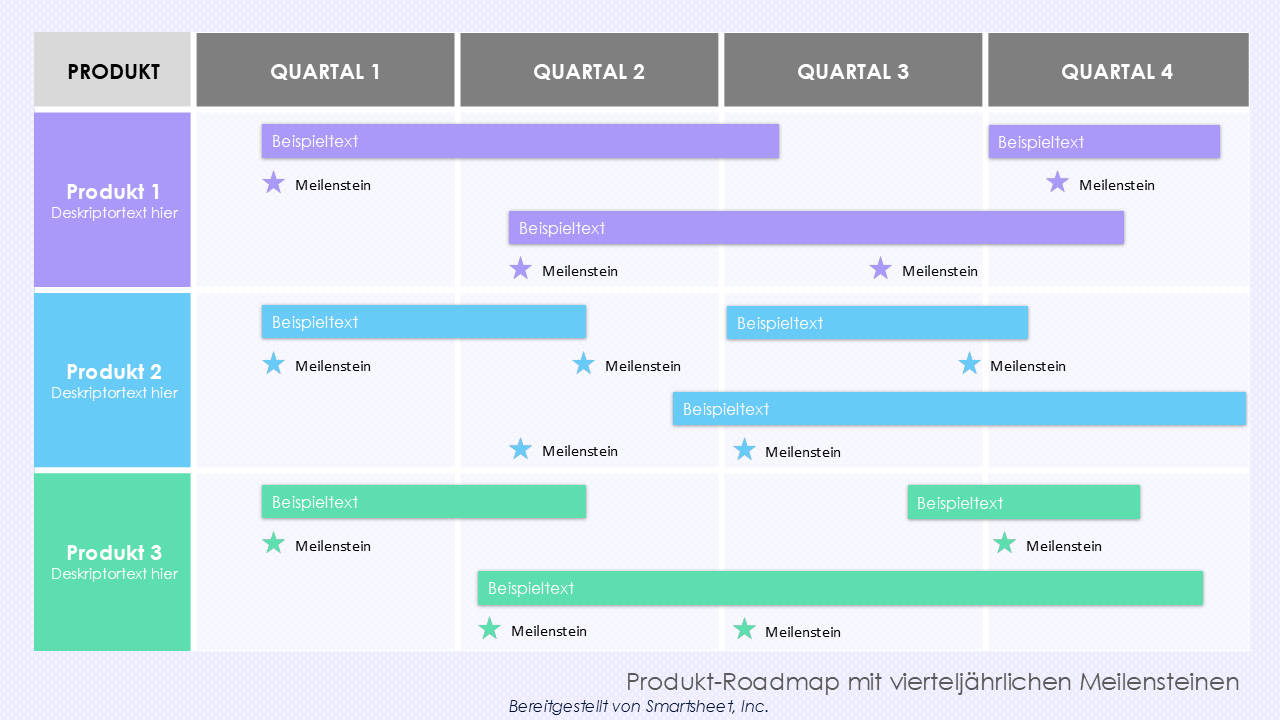 PRODUKT QUARTAL 1 QUARTAL 2 QUARTAL 3 QUARTAL 4
Beispieltext Beispieltext
Meilenstein Meilenstein
Produkt 1
Deskriptortext hier
Beispieltext
Meilenstein Meilenstein
Beispieltext Beispieltext
Meilenstein Meilenstein Meilenstein
Produkt 2
Deskriptortext hier
Beispieltext
Meilenstein Meilenstein
Beispieltext Beispieltext
Meilenstein Meilenstein
Produkt 3
Deskriptortext hier
Beispieltext
Meilenstein Meilenstein
Produkt-Roadmap mit vierteljährlichen Meilensteinen
Bereitgestellt von Smartsheet, Inc.